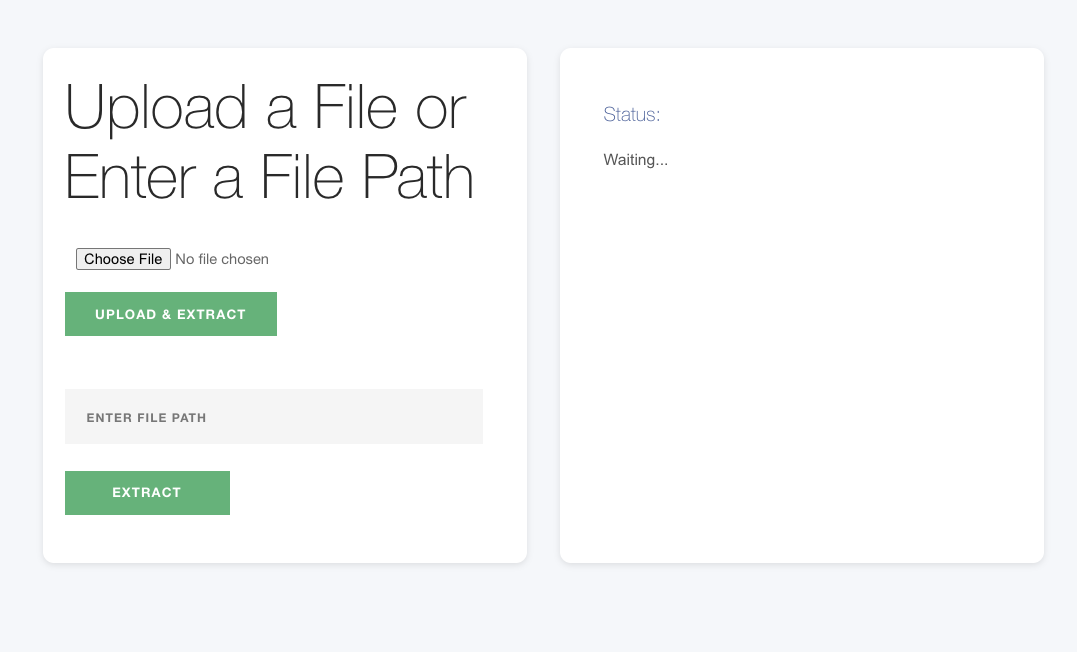 Upload a File or
Enter a File Path
Choose File No file chosen
UPLOAD & EXTRACT
ENTER FILE PATH
EXTRACT
Status:
Waiting...